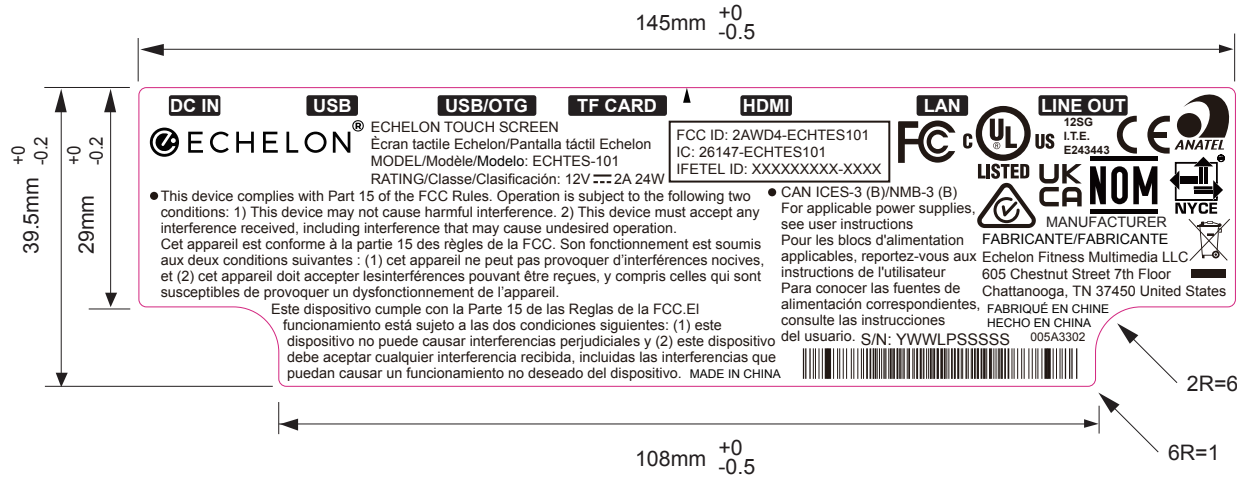 145mm +0 -0.5
39.5mm +0 -0.2
29mm +0 -0.2
DC IN
USB
USB/OTG
TF CARD
HDMI
LAN
LINE OUT
ECHELON®
ECHELON TOUCH SCREEN
Ècran tactile Echelon/Pantalla táctil Echelon
MODEL/Modèle/Modelo: ECHTES-101
RATING/Classe/Clasificación: 12V 2A 24W
FCC ID: 2AWD4-ECHTES101
IC: 26147-ECHTES101
IFETEL ID: XXXXXXXXX-XXXX
FC
C UL US
®
LISTED
12SG
I.T.E.
E243443
CE
ANATEL
UK
CA
NOM
NYCE
This device complies with Part 15 of the FCC Rules. Operation is subject to the following two
conditions: 1) This device may not cause harmful interference. 2) This device must accept any
interference received, including interference that may cause undesired operation.
Cet appareil est conforme à la partie 15 des règles de la FCC. Son fonctionnement est soumis
aux deux conditions suivantes : (1) cet appareil ne peut pas provoquer d'interférences nocives,
et (2) cet appareil doit accepter lesinterférences pouvant être reçues, y compris celles qui sont
susceptibles de provoquer un dysfonctionnement de l'appareil.
Este dispositivo cumple con la Parte 15 de las Reglas de la FCC.El
funcionamiento está sujeto a las dos condiciones siguientes: (1) este
dispositivo no puede causar interferencias perjudiciales y (2) este dispositivo
debe aceptar cualquier interferencia recibida, incluidas las interferencias que
puedan causar un funcionamiento no deseado del dispositivo. MADE IN CHINA
CAN ICES-3 (B)/NMB-3 (B)
For applicable power supplies,
see user instructions
Pour les blocs d'alimentation
applicables, reportez-vous aux
instructions de l'utilisateur
Para conocer las fuentes de
alimentación correspondientes,
consulte las instrucciones
del usuario. S/N: YWWLPSSSSS
MANUFACTURER
FABRICANTE/FABRICANTE
Echelon Fitness Multimedia LLC
605 Chestnut Street 7th Floor
Chattanooga, TN 37450 United States
FABRIQUÉ EN CHINE
HECHO EN CHINA
005A3302
2R=6
6R=1
108mm +0 -0.5